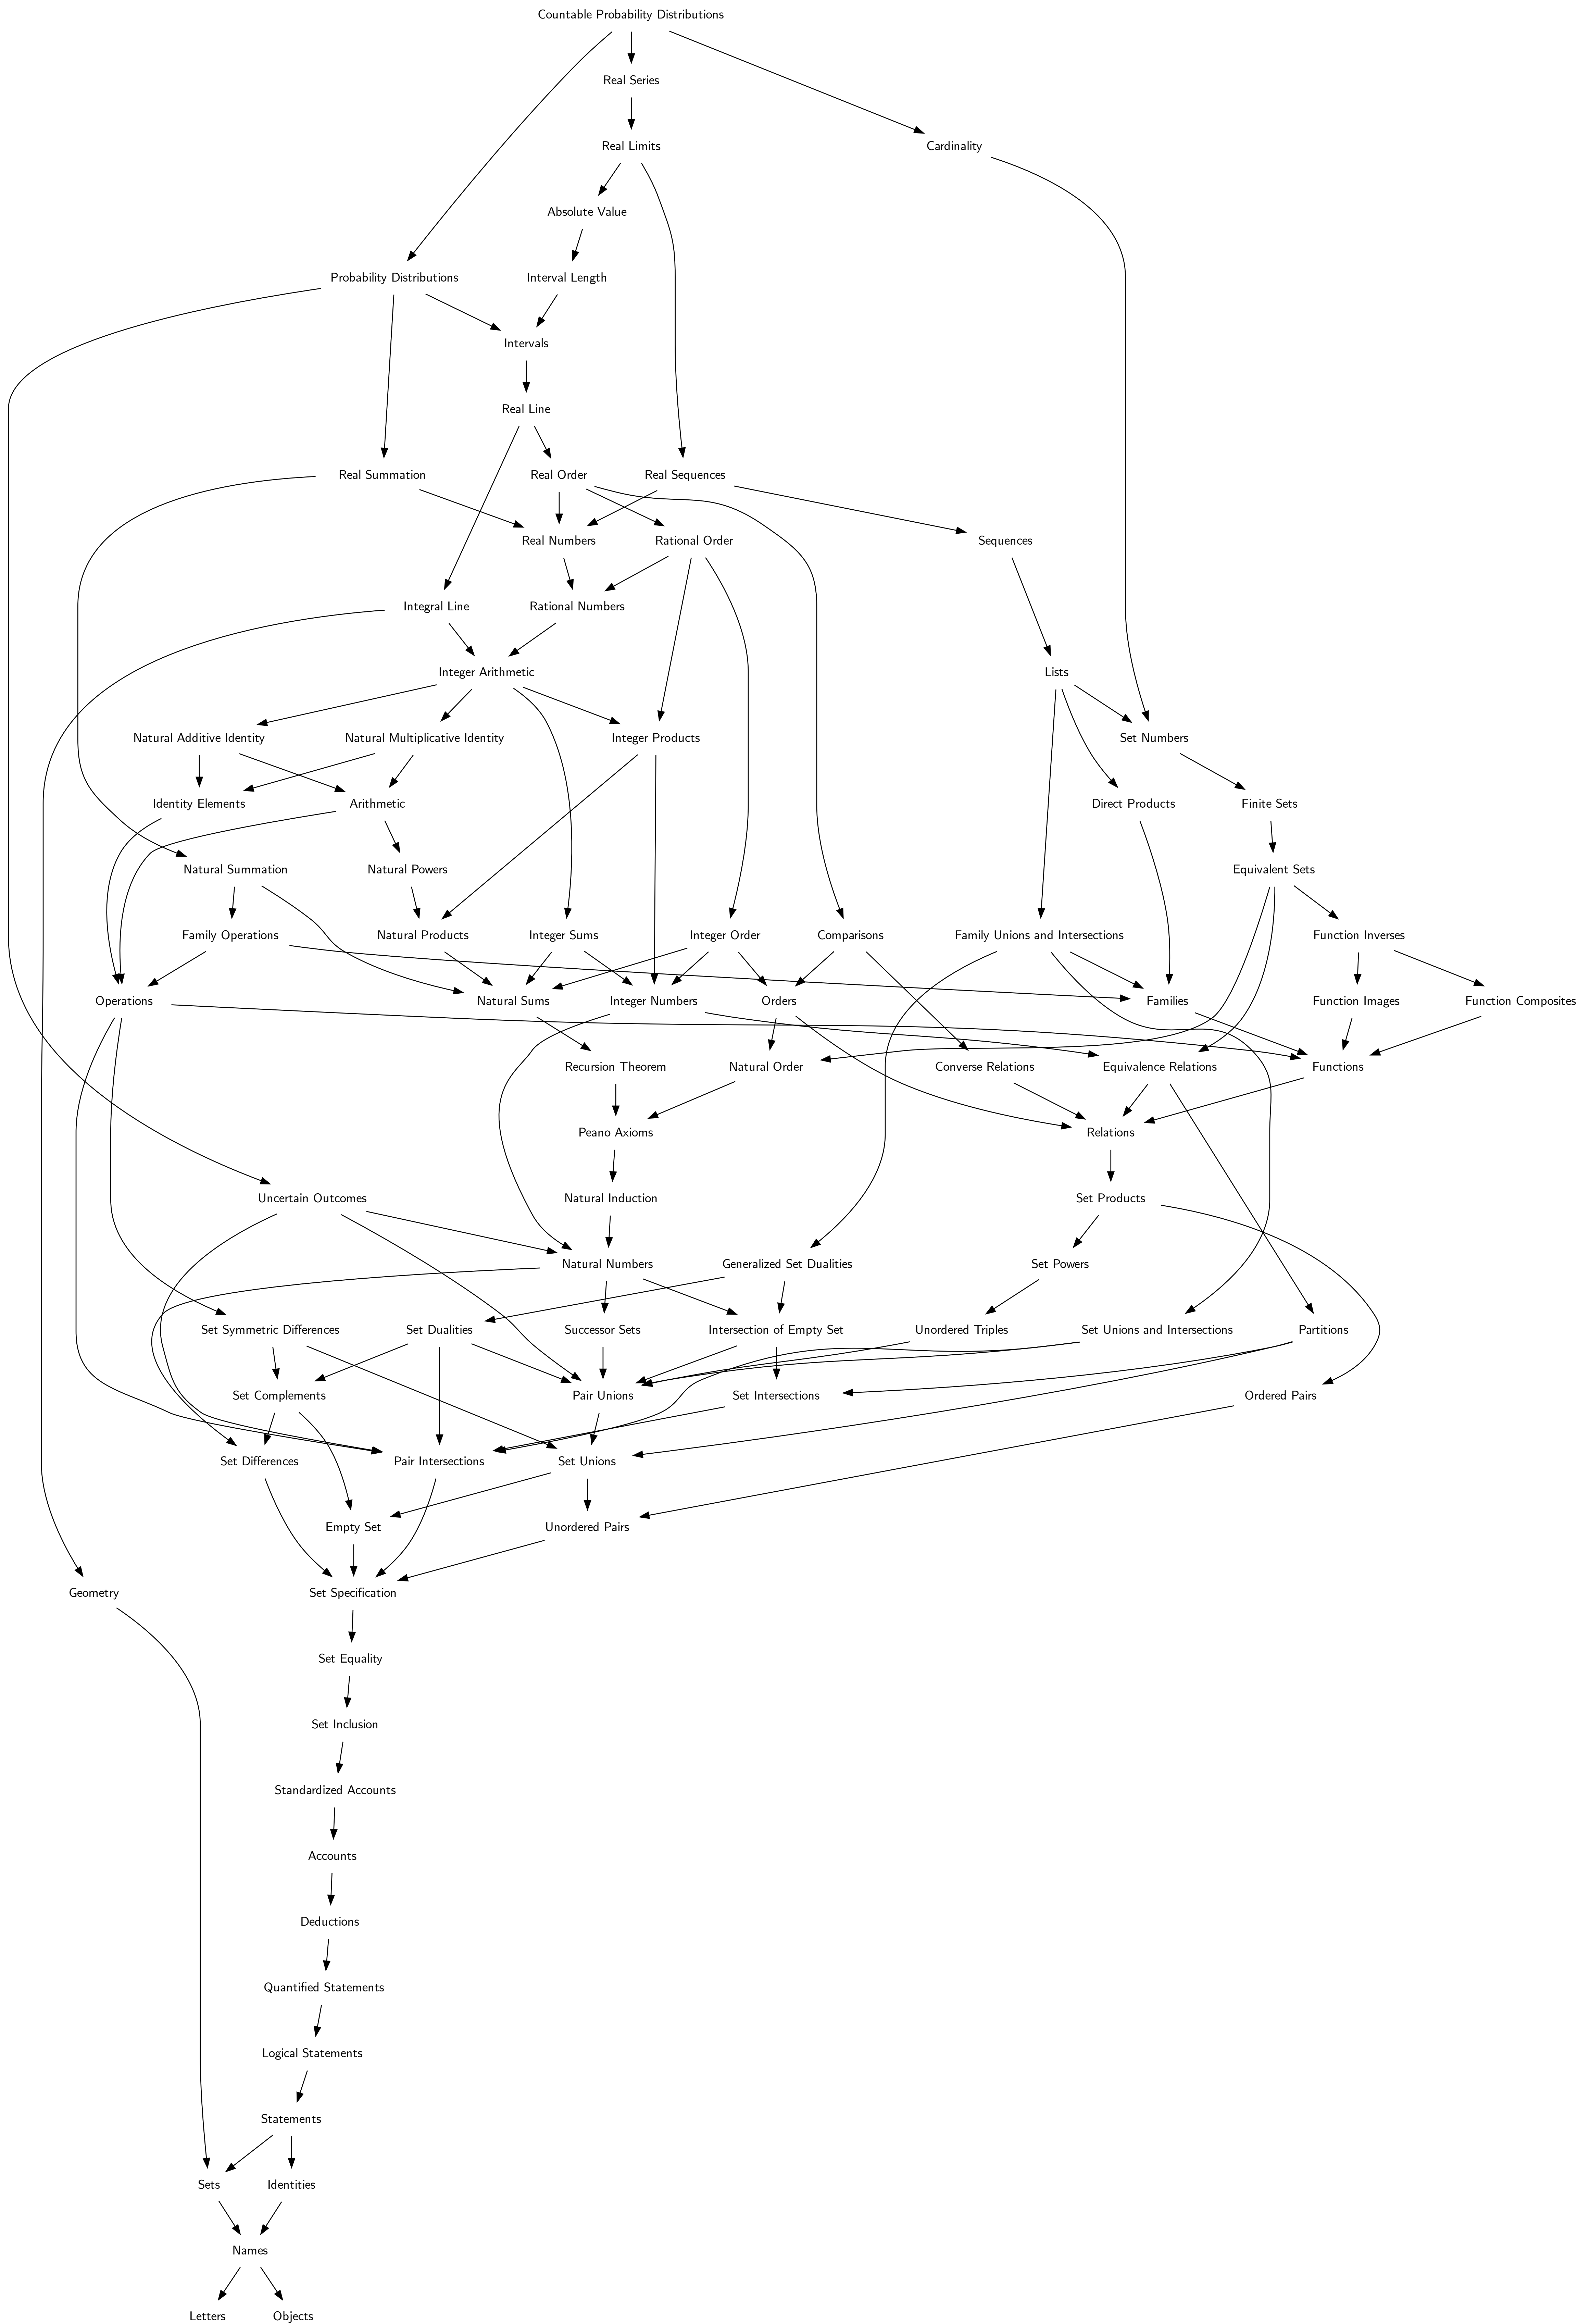 Countable Probability Distributions
Real Series
Real Limits
Cardinality
Absolute Value
Probability Distributions
Interval Length
Intervals
Real Line
Real Summation
Real Order
Real Sequences
Real Numbers
Rational Order
Sequences
Integral Line
Rational Numbers
Integer Arithmetic
Lists
Natural Additive Identity
Natural Multiplicative Identity
Integer Products
Set Numbers
Identity Elements
Arithmetic
Direct Products
Finite Sets
Natural Summation
Natural Powers
Equivalent Sets
Family Operations
Natural Products
Integer Sums
Integer Order
Comparisons
Family Unions and Intersections
Function Inverses
Operations
Natural Sums
Integer Numbers
Orders
Families
Function Images
Function Composites
Recursion Theorem
Natural Order
Converse Relations
Equivalence Relations
Functions
Peano Axioms
Relations
Uncertain Outcomes
Natural Induction
Set Products
Natural Numbers
Generalized Set Dualities
Set Powers
Set Symmetric Differences
Set Dualities
Successor Sets
Intersection of Empty Set
Unordered Triples
Set Unions and Intersections
Partitions
Set Complements
Pair Unions
Set Intersections
Ordered Pairs
Set Differences
Pair Intersections
Set Unions
Empty Set
Unordered Pairs
Geometry
Set Specification
Set Equality
Set Inclusion
Standardized Accounts
Accounts
Deductions
Quantified Statements
Logical Statements
Statements
Sets
Identities
Names
Letters
Objects